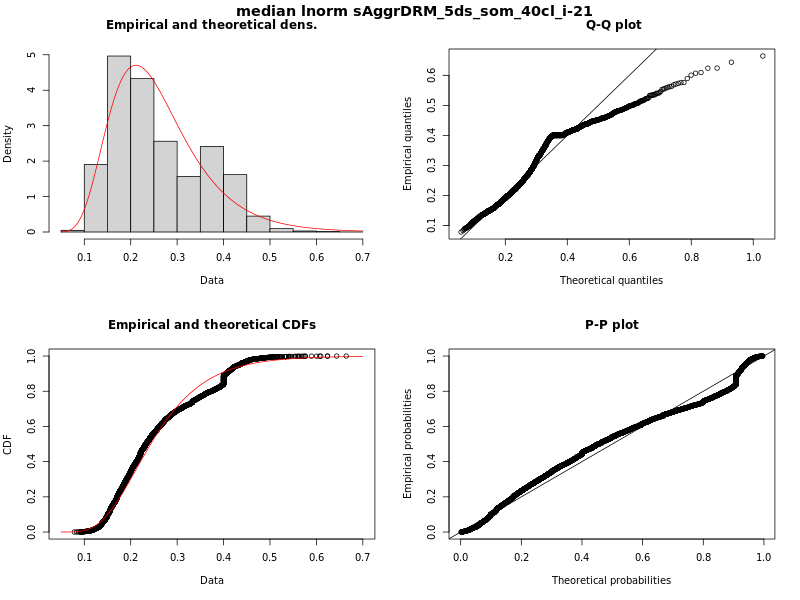 median lnorm sAggrDRM_5ds_som_40cl_i-21
Empirical and theoretical dens.
Density
0 1 2 3 4 5
0.1 0.2 0.3 0.4 0.5 0.6 0.7
Data
Q-Q plot
Empirical quantiles
0.1 0.2 0.3 0.4 0.5 0.6
0.2 0.4 0.6 0.8 1.0
Theoretical quantiles
Empirical and theoretical CDFs
CDF
0.0 0.2 0.4 0.6 0.8 1.0
0.1 0.2 0.3 0.4 0.5 0.6 0.7
Data
P-P plot
Empirical probabilities
0.0 0.2 0.4 0.6 0.8 1.0
0.0 0.2 0.4 0.6 0.8 1.0
Theoretical probabilities